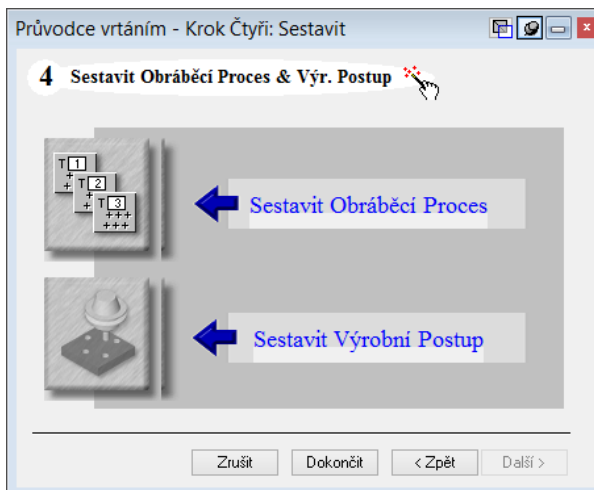 Průvodce vrtáním - Krok Čtyři: Sestavit
4 Sestavit Obráběcí Proces & Výr. Postup
T 1
T 2
T 3
Sestavit Obráběcí Proces
Sestavit Výrobní Postup
Zrušit Dokončit < Zpět Další >